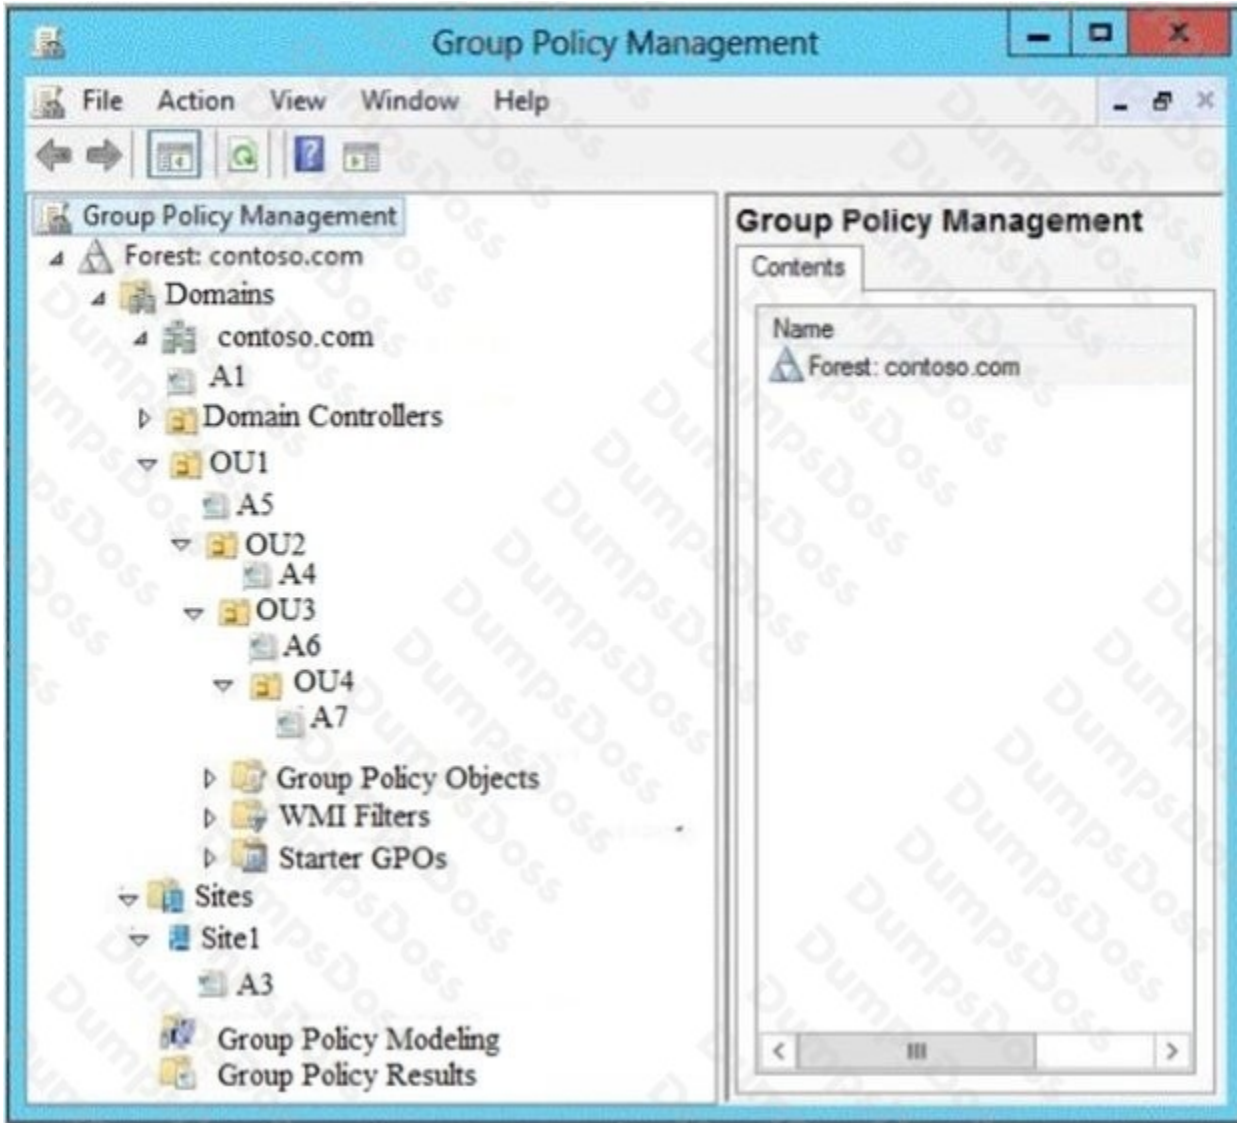 Group Policy Management
File Action View Window Help
Group Policy Management
Forest: contoso.com
Domains
contoso.com
A1
Domain Controllers
OU1
A5
OU2
A4
OU3
A6
OU4
A7
Group Policy Objects
WMI Filters
Starter GPOs
Sites
Site1
A3
Group Policy Modeling
Group Policy Results
Group Policy Management
Contents
Name
Forest: contoso.com
DumpsDoss